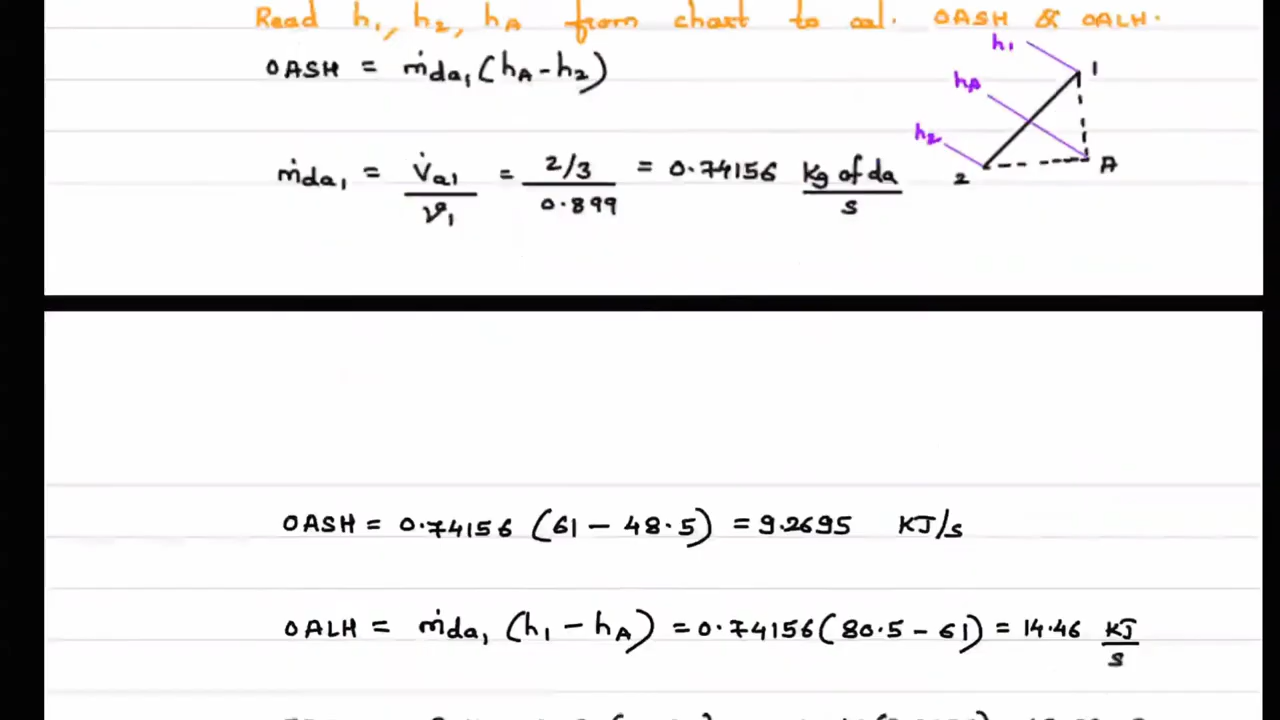 Read h1, h2, hA from chart to cal. OASH & OALH.
OASH = ṁda1 (hA - h2)
h1
1
hA
h2
A
2
ṁda1 = V̇a1 / v1 = 2/3 / 0.899 = 0.74156 Kg of da / s
OASH = 0.74156 (61 - 48.5) = 9.2695 KJ/s
OALH = ṁda1 (h1 - hA) = 0.74156 (80.5 - 61) = 14.46 KJ / s